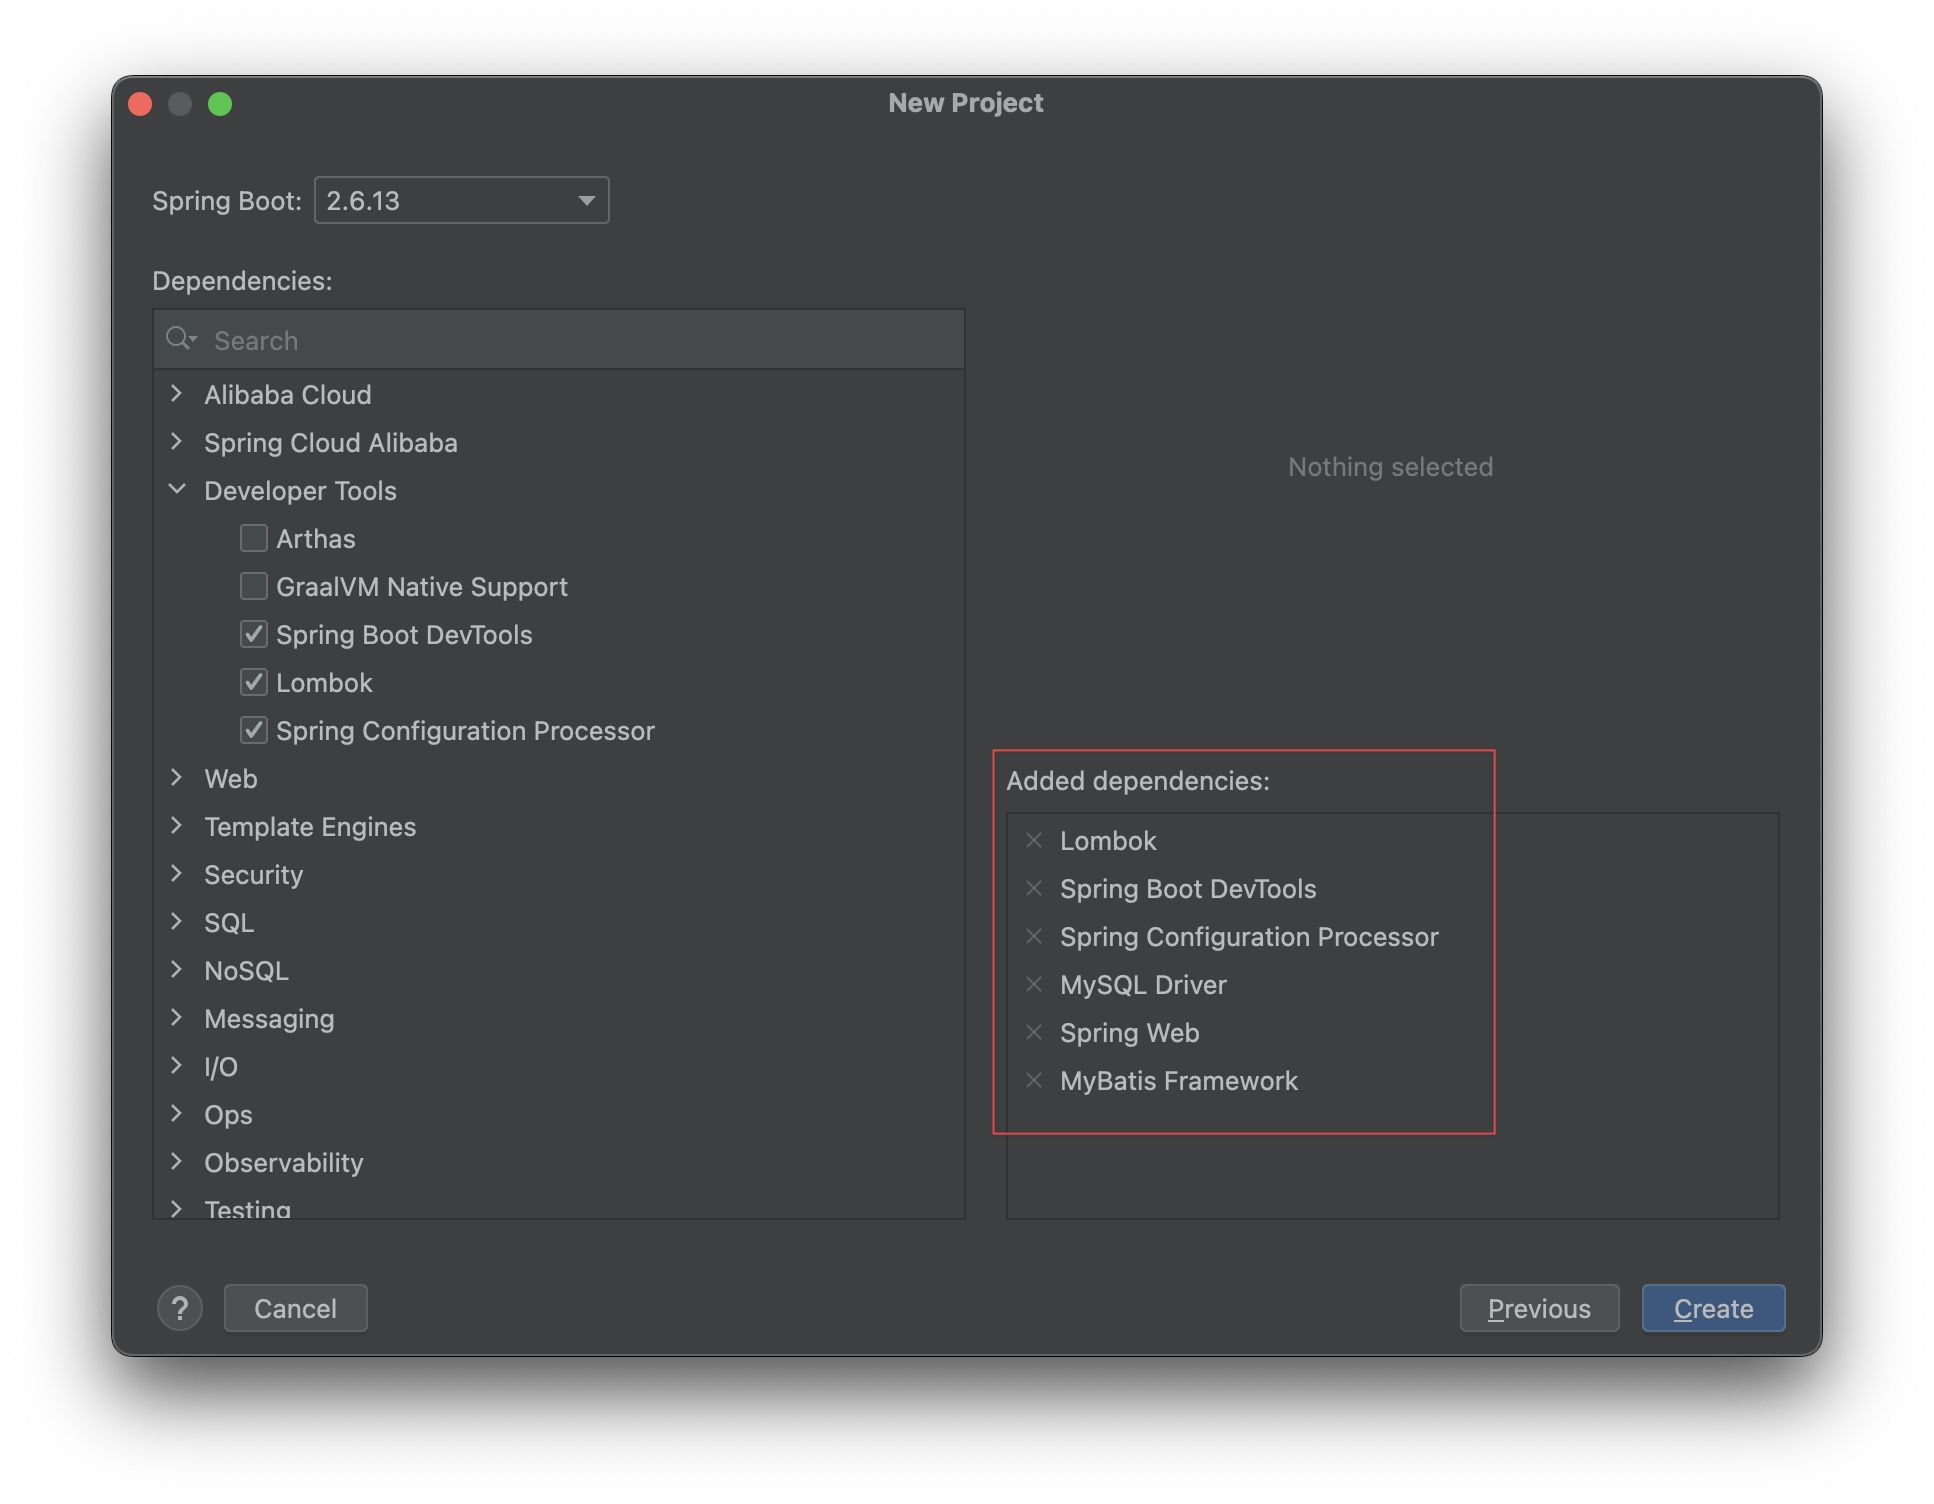 New Project
Spring Boot: 2.6.13
Dependencies:
Search
Alibaba Cloud
Spring Cloud Alibaba
Developer Tools
Arthas
GraalVM Native Support
Spring Boot DevTools
Lombok
Spring Configuration Processor
Web
Template Engines
Security
SQL
NoSQL
Messaging
I/O
Ops
Observability
Testing
Nothing selected
Added dependencies:
Lombok
Spring Boot DevTools
Spring Configuration Processor
MySQL Driver
Spring Web
MyBatis Framework
? Cancel Previous Create